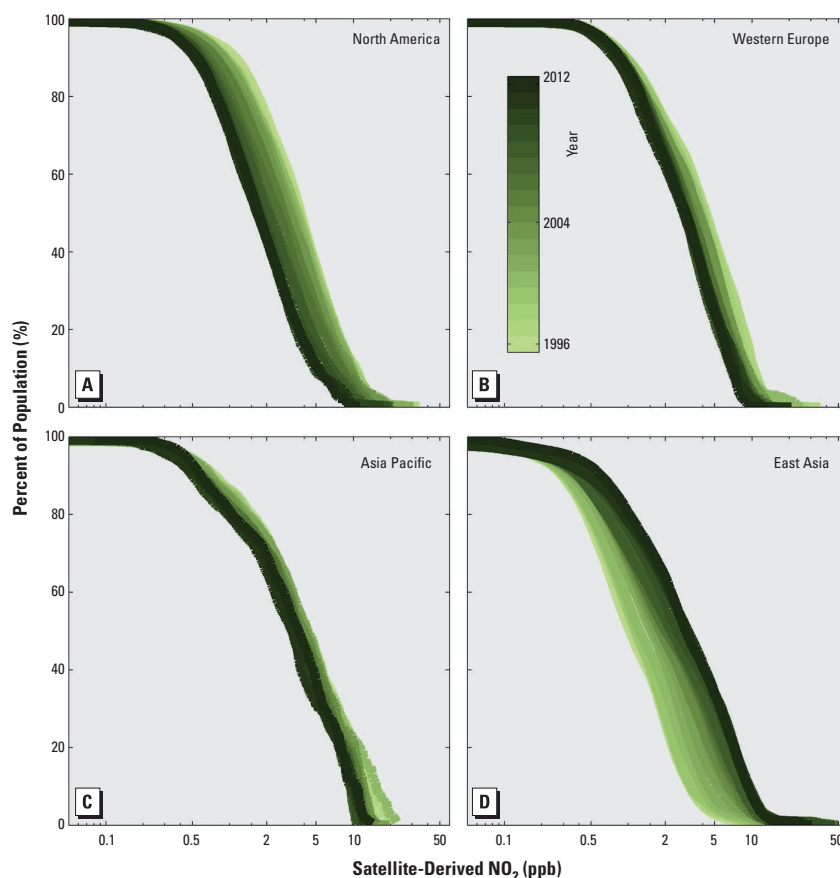 100
80
60
40
20
0
North America
A
Western Europe
2012
2004
1996
Year
B
Percent of Population (%)
100
80
60
40
20
0
Asia Pacific
C
0.1 0.5 2 5 10 50
East Asia
D
0.1 0.5 2 5 10 50
Satellite-Derived NO₂ (ppb)